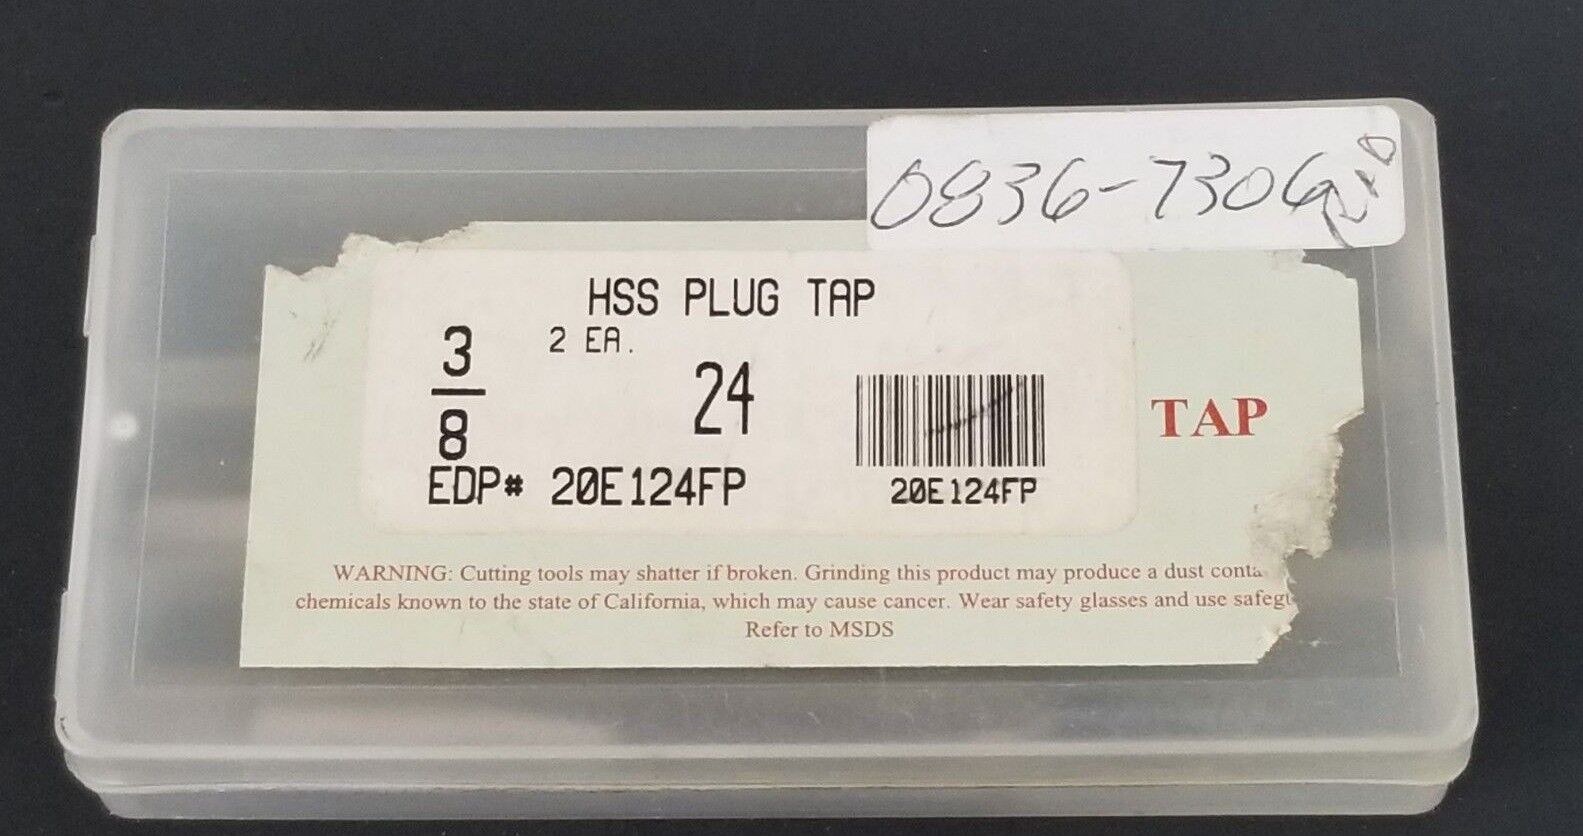 0836-7306
HSS PLUG TAP
2 EA.
3/8
24
EDP# 20E124FP
20E124FP
TAP
WARNING: Cutting tools may shatter if broken. Grinding this product may produce a dust conta
chemicals known to the state of California, which may cause cancer. Wear safety glasses and use safegu
Refer to MSDS